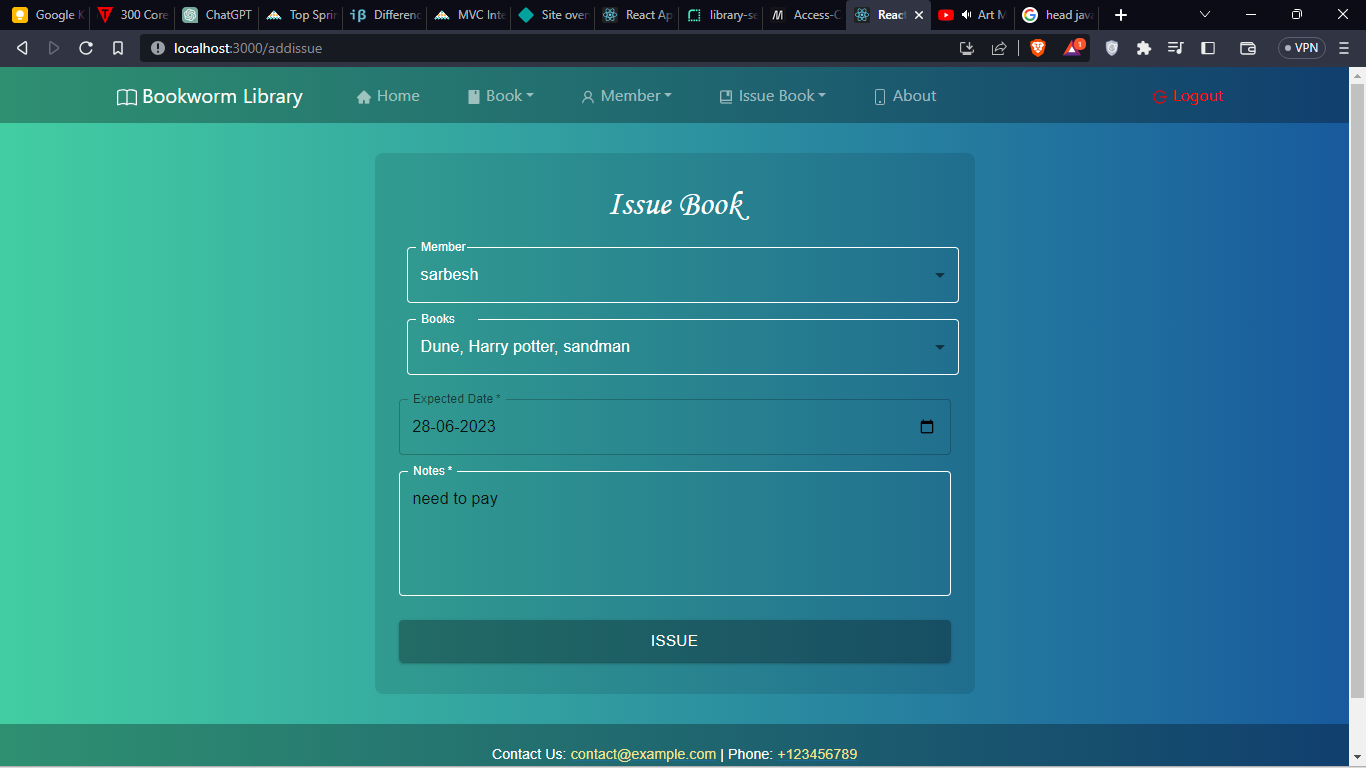 Google K 300 Core ChatGPT Top Sprin Differenc MVC Inte Site over React Ap library-se Access-C React Art M head java
localhost:3000/addissue 1 VPN
Bookworm Library Home Book Member Issue Book About Logout
Issue Book
Member
sarbesh
Books
Dune, Harry potter, sandman
Expected Date *
28-06-2023
Notes *
need to pay
ISSUE
Contact Us: contact@example.com | Phone: +123456789